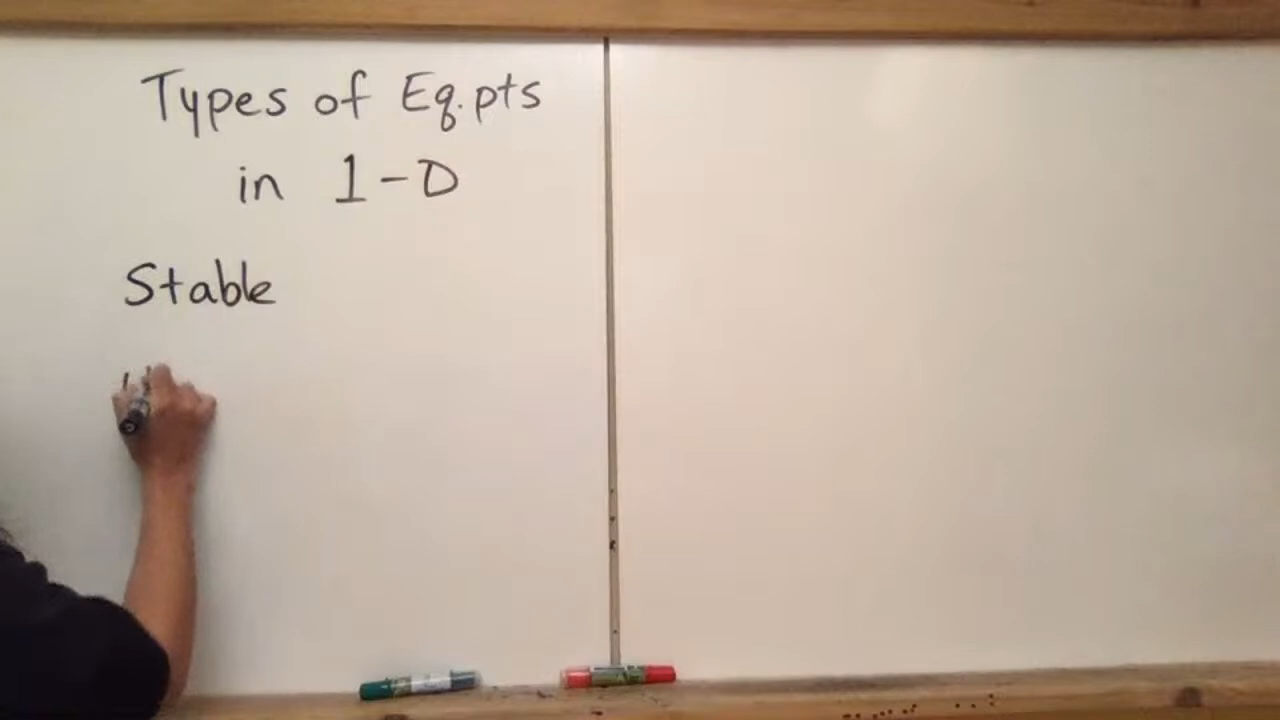 Types of Eq.pts
in 1-D
Stable